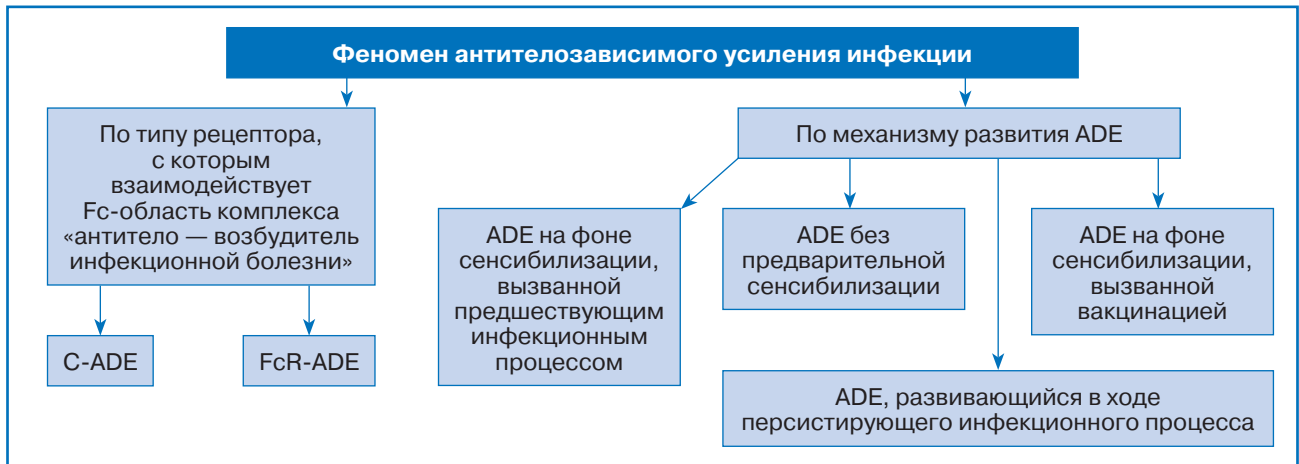 Феномен антителозависимого усиления инфекции
По типу рецептора,
с которым
взаимодействует
Fc-область комплекса
«антитело — возбудитель
инфекционной болезни»
C-ADE
FcR-ADE
По механизму развития ADE
ADE на фоне
сенсибилизации,
вызванной
предшествующим
инфекционным
процессом
ADE без
предварительной
сенсибилизации
ADE на фоне
сенсибилизации,
вызванной
вакцинацией
ADE, развивающийся в ходе
персистирующего инфекционного процесса